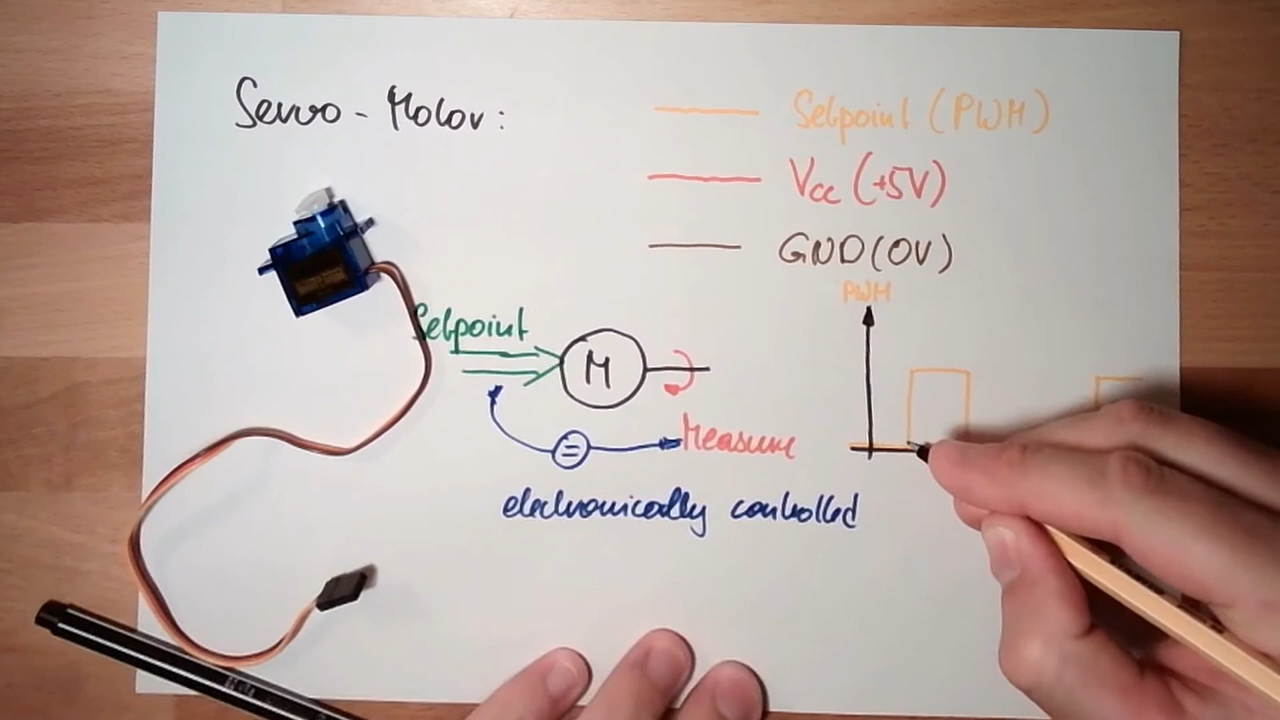 Servo - Motor:
Setpoint (PWM)
Vcc (+5V)
GND (0V)
PWM
Setpoint
M
=
Measure
electronically controlled